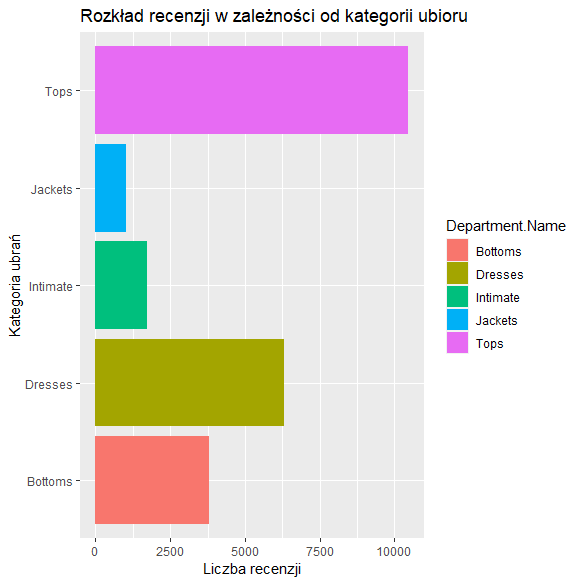 Rozkład recenzji w zależności od kategorii ubioru
Kategoria ubrań
Tops
Jackets
Intimate
Dresses
Bottoms
0 2500 5000 7500 10000
Liczba recenzji
Department.Name
Bottoms
Dresses
Intimate
Jackets
Tops